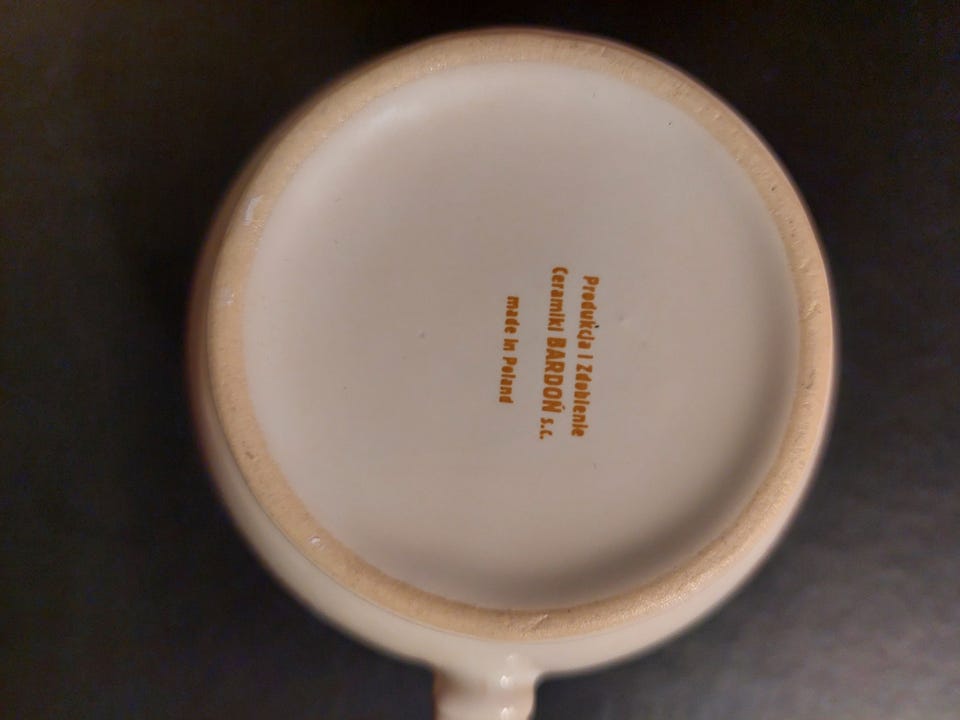 Produkcja i Zdobienie
Ceramiki BARDOŃ s.c.
made in Poland